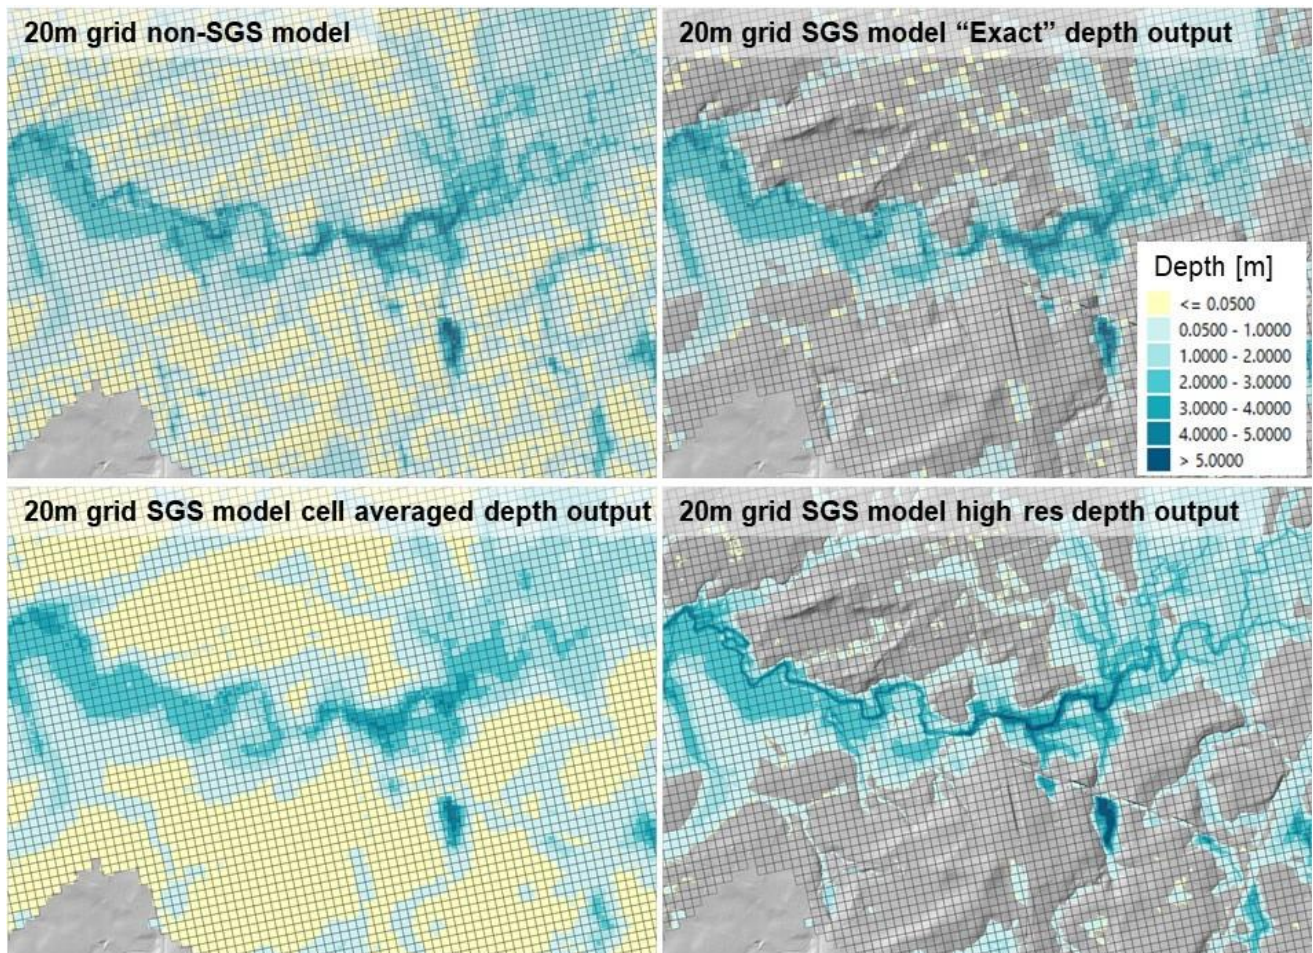 20m grid non-SGS model
20m grid SGS model “Exact” depth output
Depth [m]
<= 0.0500
0.0500 - 1.0000
1.0000 - 2.0000
2.0000 - 3.0000
3.0000 - 4.0000
4.0000 - 5.0000
> 5.0000
20m grid SGS model cell averaged depth output
20m grid SGS model high res depth output